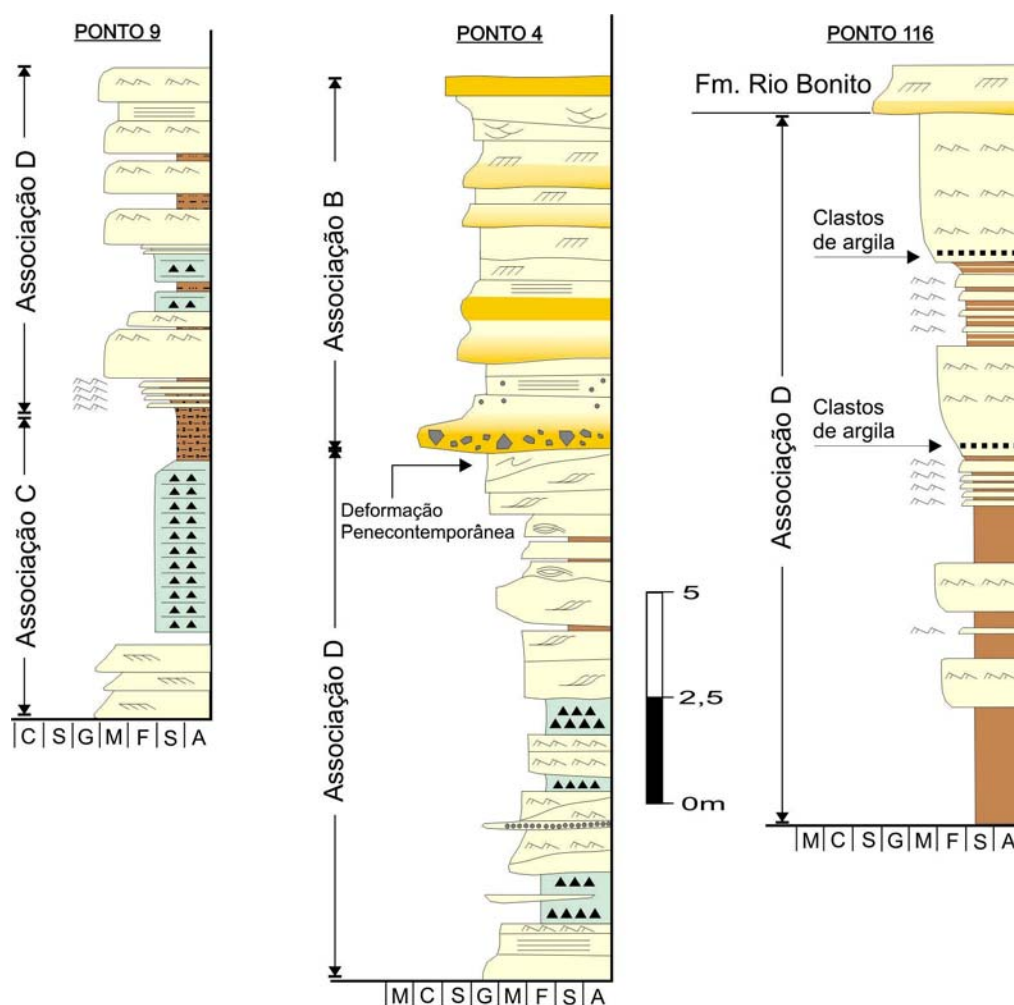 PONTO 9
Associação D
Associação C
C S G M F S A
PONTO 4
Associação B
Deformação
Penecontemporânea
Associação D
M C S G M F S A
5
2,5
0m
PONTO 116
Fm. Rio Bonito
Clastos
de argila
Clastos
de argila
Associação D
M C S G M F S A